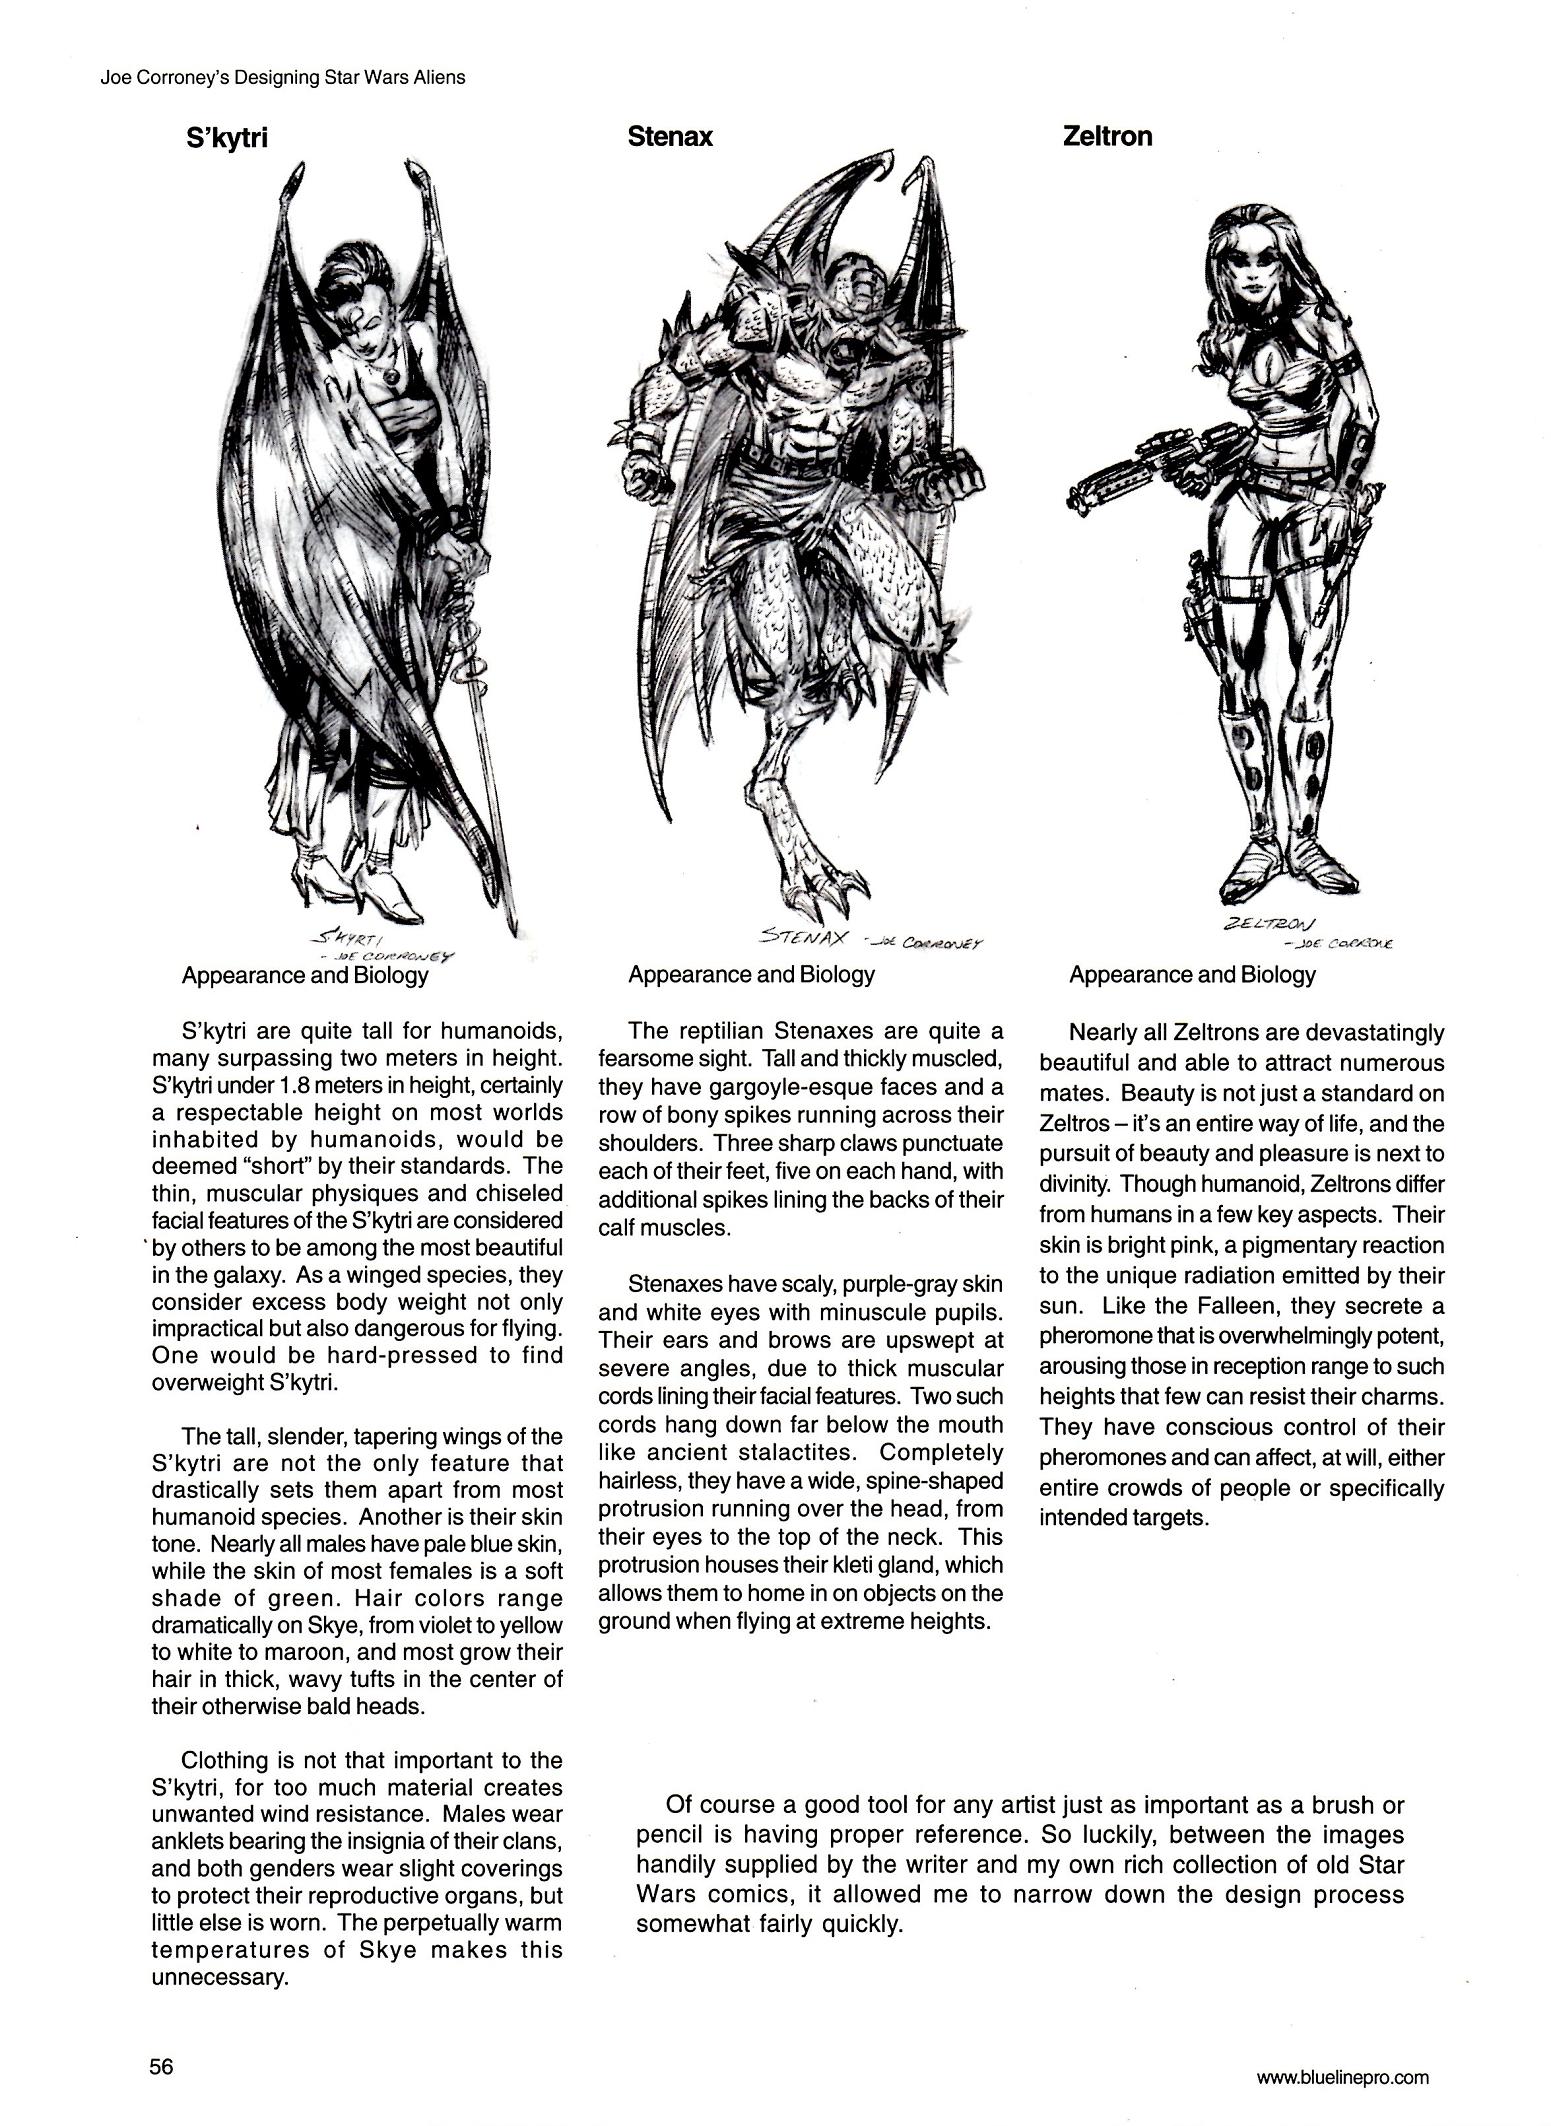 Joe Corroney's Designing Star Wars Aliens
S'kytri
S'KYRTI
- JOE CORRONEY
Appearance and Biology
S'kytri are quite tall for humanoids,
many surpassing two meters in height.
S'kytri under 1.8 meters in height, certainly
a respectable height on most worlds
inhabited by humanoids, would be
deemed “short” by their standards. The
thin, muscular physiques and chiseled
facial features of the S'kytri are considered
by others to be among the most beautiful
in the galaxy. As a winged species, they
consider excess body weight not only
impractical but also dangerous for flying.
One would be hard-pressed to find
overweight S'kytri.
The tall, slender, tapering wings of the
S'kytri are not the only feature that
drastically sets them apart from most
humanoid species. Another is their skin
tone. Nearly all males have pale blue skin,
while the skin of most females is a soft
shade of green. Hair colors range
dramatically on Skye, from violet to yellow
to white to maroon, and most grow their
hair in thick, wavy tufts in the center of
their otherwise bald heads.
Clothing is not that important to the
S'kytri, for too much material creates
unwanted wind resistance. Males wear
anklets bearing the insignia of their clans,
and both genders wear slight coverings
to protect their reproductive organs, but
little else is worn. The perpetually warm
temperatures of Skye makes this
unnecessary.
Stenax
STENAX - JOE CORRONEY
Appearance and Biology
The reptilian Stenaxes are quite a
fearsome sight. Tall and thickly muscled,
they have gargoyle-esque faces and a
row of bony spikes running across their
shoulders. Three sharp claws punctuate
each of their feet, five on each hand, with
additional spikes lining the backs of their
calf muscles.
Stenaxes have scaly, purple-gray skin
and white eyes with minuscule pupils.
Their ears and brows are upswept at
severe angles, due to thick muscular
cords lining their facial features. Two such
cords hang down far below the mouth
like ancient stalactites. Completely
hairless, they have a wide, spine-shaped
protrusion running over the head, from
their eyes to the top of the neck. This
protrusion houses their kleti gland, which
allows them to home in on objects on the
ground when flying at extreme heights.
Zeltron
ZELTRON
- JOE
Appearance and Biology
Nearly all Zeltrons are devastatingly
beautiful and able to attract numerous
mates. Beauty is not just a standard on
Zeltros – it's an entire way of life, and the
pursuit of beauty and pleasure is next to
divinity. Though humanoid, Zeltrons differ
from humans in a few key aspects. Their
skin is bright pink, a pigmentary reaction
to the unique radiation emitted by their
sun. Like the Falleen, they secrete a
pheromone that is overwhelmingly potent,
arousing those in reception range to such
heights that few can resist their charms.
They have conscious control of their
pheromones and can affect, at will, either
entire crowds of people or specifically
intended targets.
Of course a good tool for any artist just as important as a brush or
pencil is having proper reference. So luckily, between the images
handily supplied by the writer and my own rich collection of old Star
Wars comics, it allowed me to narrow down the design process
somewhat fairly quickly.
56
www.bluelinepro.com